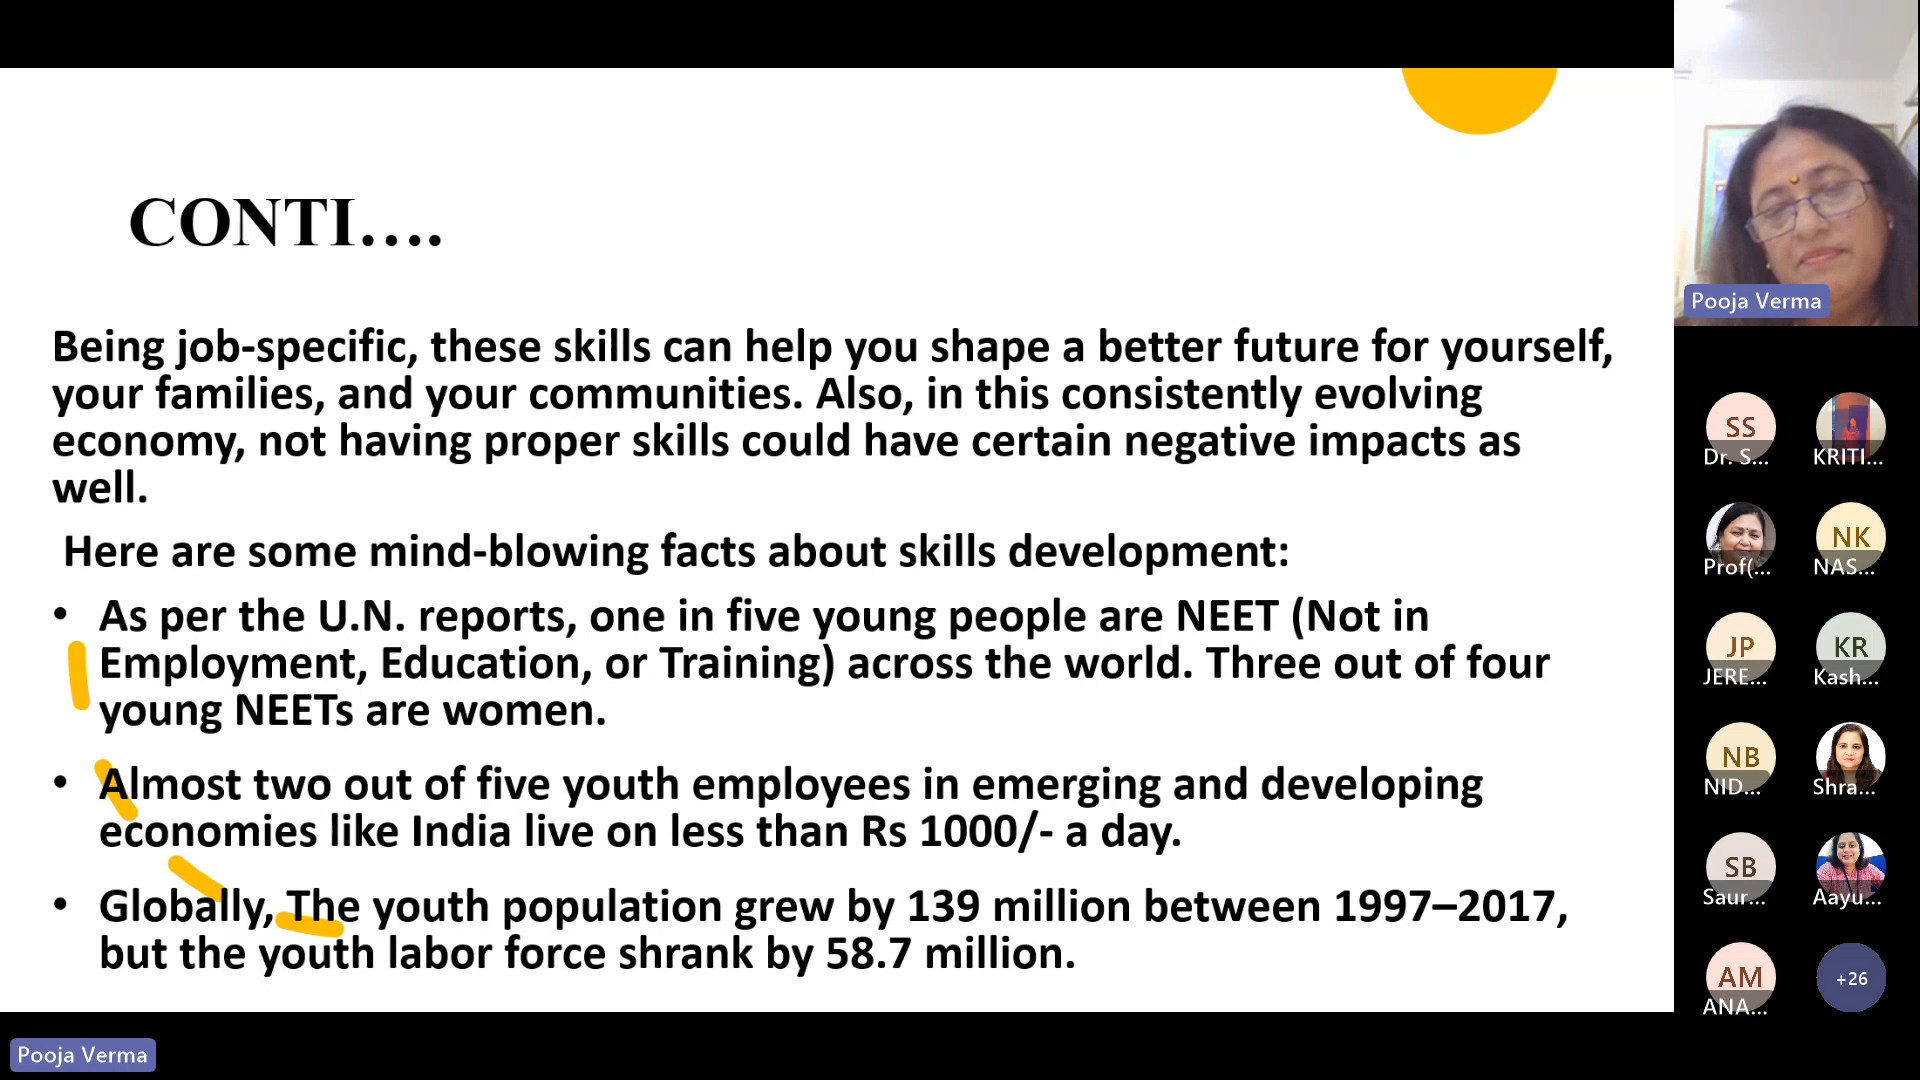 CONTI….
Being job-specific, these skills can help you shape a better future for yourself,
your families, and your communities. Also, in this consistently evolving
economy, not having proper skills could have certain negative impacts as
well.
Here are some mind-blowing facts about skills development:
• As per the U.N. reports, one in five young people are NEET (Not in
Employment, Education, or Training) across the world. Three out of four
young NEETs are women.
• Almost two out of five youth employees in emerging and developing
economies like India live on less than Rs 1000/- a day.
• Globally, The youth population grew by 139 million between 1997–2017,
but the youth labor force shrank by 58.7 million.
Pooja Verma
Pooja Verma
SS
Dr. S...
KRITI...
Prof(...
NK
NAS...
JP
JERE...
KR
Kash...
NB
NID...
Shra...
SB
Saur...
Aayu...
AM
ANA...
+26